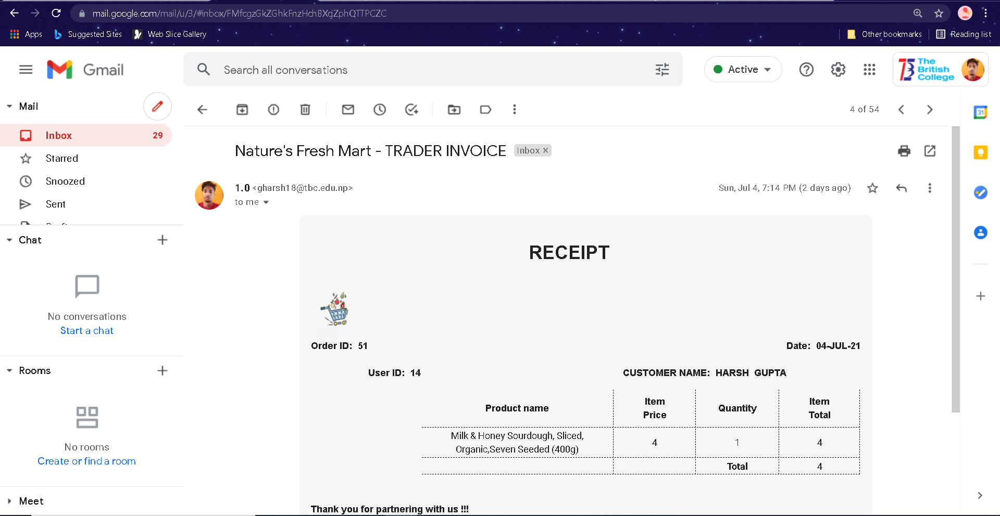 mail.google.com/mail/u/3/#inbox/FMfcgzGkZGhkFnzHchBXgZphQTTPCZC
Apps
Suggested Sites
Web Slice Gallery
Other bookmarks
Reading list
Gmail
Search all conversations
Active
The
British
College
Mail
4 of 54
31
Inbox 29
Nature's Fresh Mart - TRADER INVOICE
Inbox ×
Starred
Snoozed
1.0 <gharsh18@tbc.edu.np>
Sun, Jul 4, 7:14 PM (2 days ago)
to me
Sent
Chat
RECEIPT
No conversations
Start a chat
Order ID: 51
Date: 04-JUL-21
Rooms
User ID: 14
CUSTOMER NAME: HARSH GUPTA
Product name
Item
Price
Quantity
Item
Total
Milk & Honey Sourdough, Sliced,
Organic,Seven Seeded (400g)
4
1
4
Total
4
No rooms
Create or find a room
Meet
Thank you for partnering with us !!!